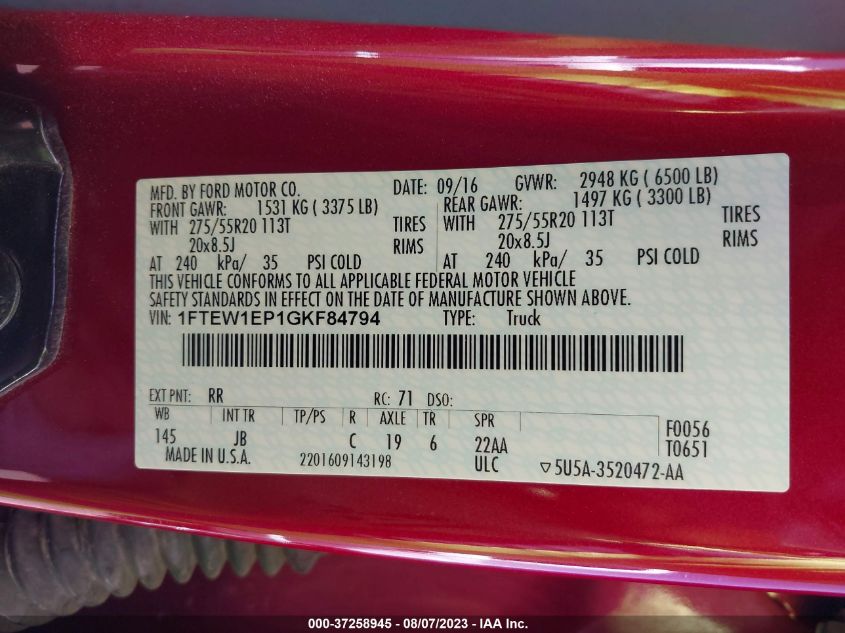 MFD. BY FORD MOTOR CO. DATE: 09/16 GVWR: 2948 KG ( 6500 LB)
FRONT GAWR: 1531 KG ( 3375 LB) REAR GAWR: 1497 KG ( 3300 LB)
WITH 275/55R20 113T TIRES WITH 275/55R20 113T TIRES
20x8.5J RIMS 20x8.5J RIMS
AT 240 kPa/ 35 PSI COLD AT 240 kPa/ 35 PSI COLD
THIS VEHICLE CONFORMS TO ALL APPLICABLE FEDERAL MOTOR VEHICLE
SAFETY STANDARDS IN EFFECT ON THE DATE OF MANUFACTURE SHOWN ABOVE.
VIN: 1FTEW1EP1GKF84794 TYPE: Truck
EXT PNT: RR RC: 71 DSO:
WB INT TR TP/PS R AXLE TR SPR F0056
145 JB C 19 6 22AA T0651
MADE IN U.S.A. 2201609143198 ULC ▽5U5A-3520472-AA
000-37258945 - 08/07/2023 - IAA Inc.